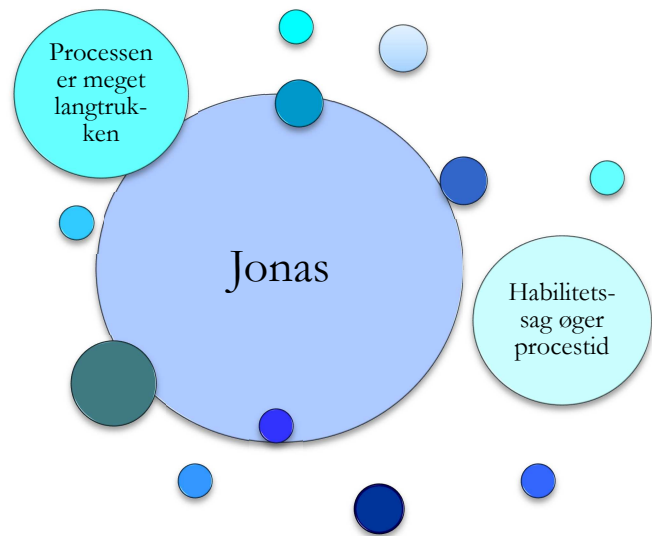 Processen
er meget
langtruk-
ken
Jonas
Habilitets-
sag øger
procestid